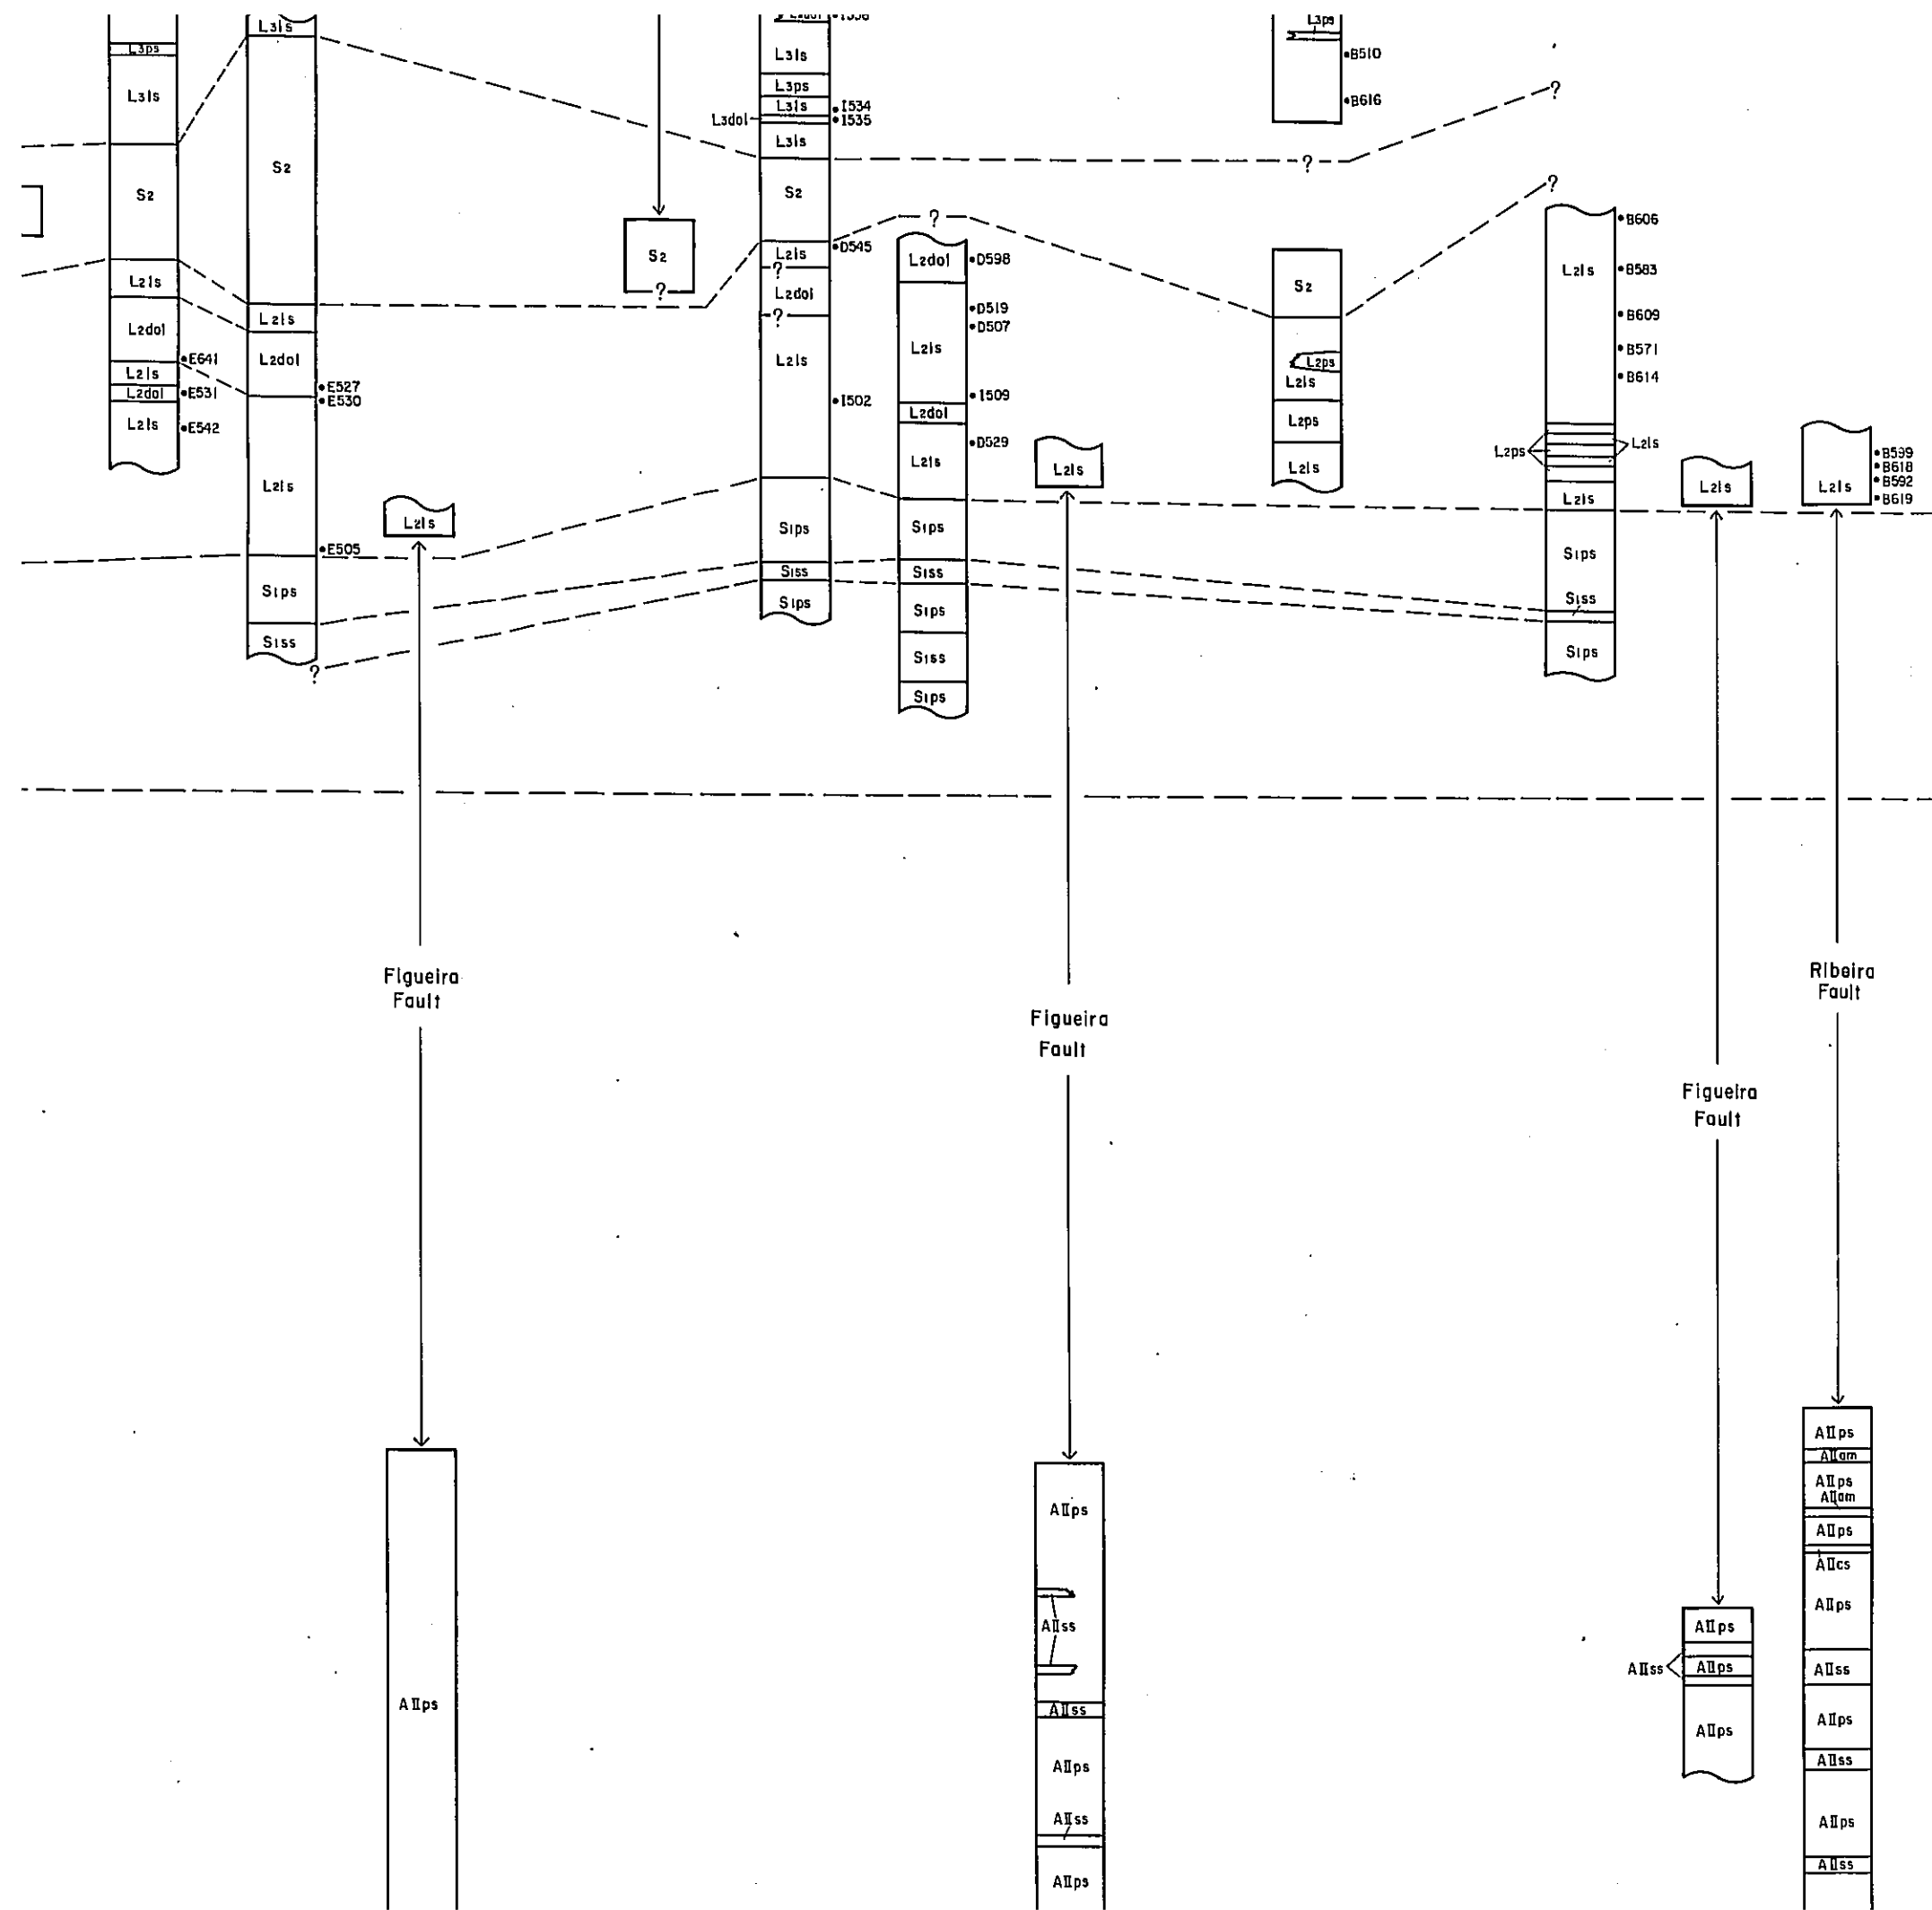 L3ps
L3ls
S2
L2ls
L2dol
L2ls
L2dol
L2ls
E641
E531
E542
L3ls
S2
L2ls
L2dol
L2ls
S1ps
S1ss
?
E527
E530
E505
L2ls
Figueira
Fault
AIIps
S2
?
L3ls
L3ps
L3ls
L3dol
L3ls
S2
L2ls
?
L2dol
?
L2ls
S1ps
S1ss
S1ps
I534
I535
D545
I502
?
L2dol
L2ls
L2dol
L2ls
S1ps
S1ss
S1ps
S1ss
S1ps
D598
D519
D507
I509
D529
L2ls
Figueira
Fault
AIIps
AIIss
AIIss
AIIps
AIIss
AIIps
L3ps
B510
B616
?
?
S2
L2ps
L2ls
L2ps
L2ls
?
L2ls
L2ps
L2ls
L2ls
S1ps
S1ss
S1ps
B606
B583
B609
B571
B614
L2ls
Figueira
Fault
AIIps
AIIss
AIIps
AIIps
L2ls
B599
B618
B592
B619
Ribeira
Fault
AIIps
AIIam
AIIps
AIIam
AIIps
AIIcs
AIIps
AIIss
AIIps
AIIss
AIIps
AIIss